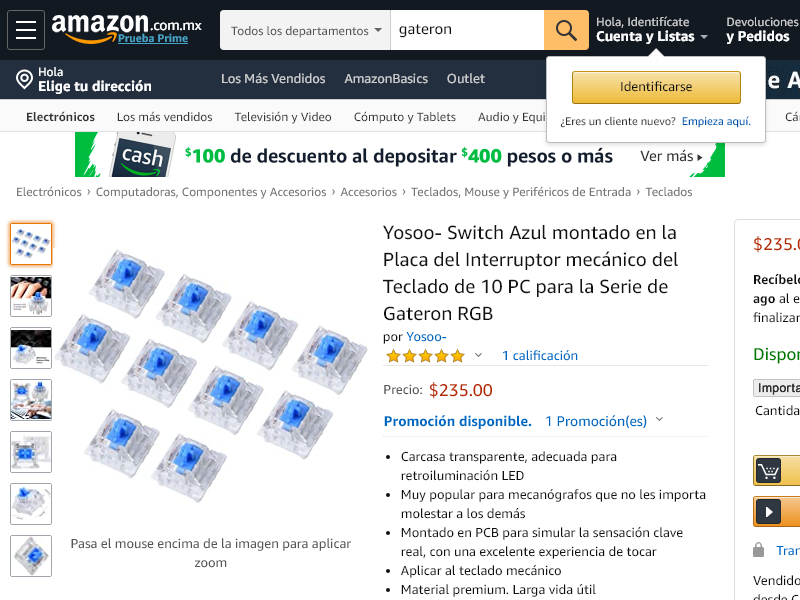 amazon.com.mx
Prueba Prime
Todos los departamentos
gateron
Hola, Identifícate
Cuenta y Listas
Devoluciones
y Pedidos
Hola
Elige tu dirección
Los Más Vendidos
AmazonBasics
Outlet
Identificarse
¿Eres un cliente nuevo? Empieza aquí.
Electrónicos
Los más vendidos
Televisión y Video
Cómputo y Tablets
Audio y Equi
cash
$100 de descuento al depositar $400 pesos o más
Ver más
Electrónicos › Computadoras, Componentes y Accesorios › Accesorios › Teclados, Mouse y Periféricos de Entrada › Teclados
Yosoo- Switch Azul montado en la
Placa del Interruptor mecánico del
Teclado de 10 PC para la Serie de
Gateron RGB
por Yosoo-
1 calificación
Precio: $235.00
Promoción disponible. 1 Promoción(es)
Carcasa transparente, adecuada para
retroiluminación LED
Muy popular para mecanógrafos que no les importa
molestar a los demás
Montado en PCB para simular la sensación clave
real, con una excelente experiencia de tocar
Aplicar al teclado mecánico
Material premium. Larga vida útil
Pasa el mouse encima de la imagen para aplicar
zoom
$235.0
Recíbelo
ago al e
finalizar
Dispon
Importa
Cantida
Tran
Vendido
desde C